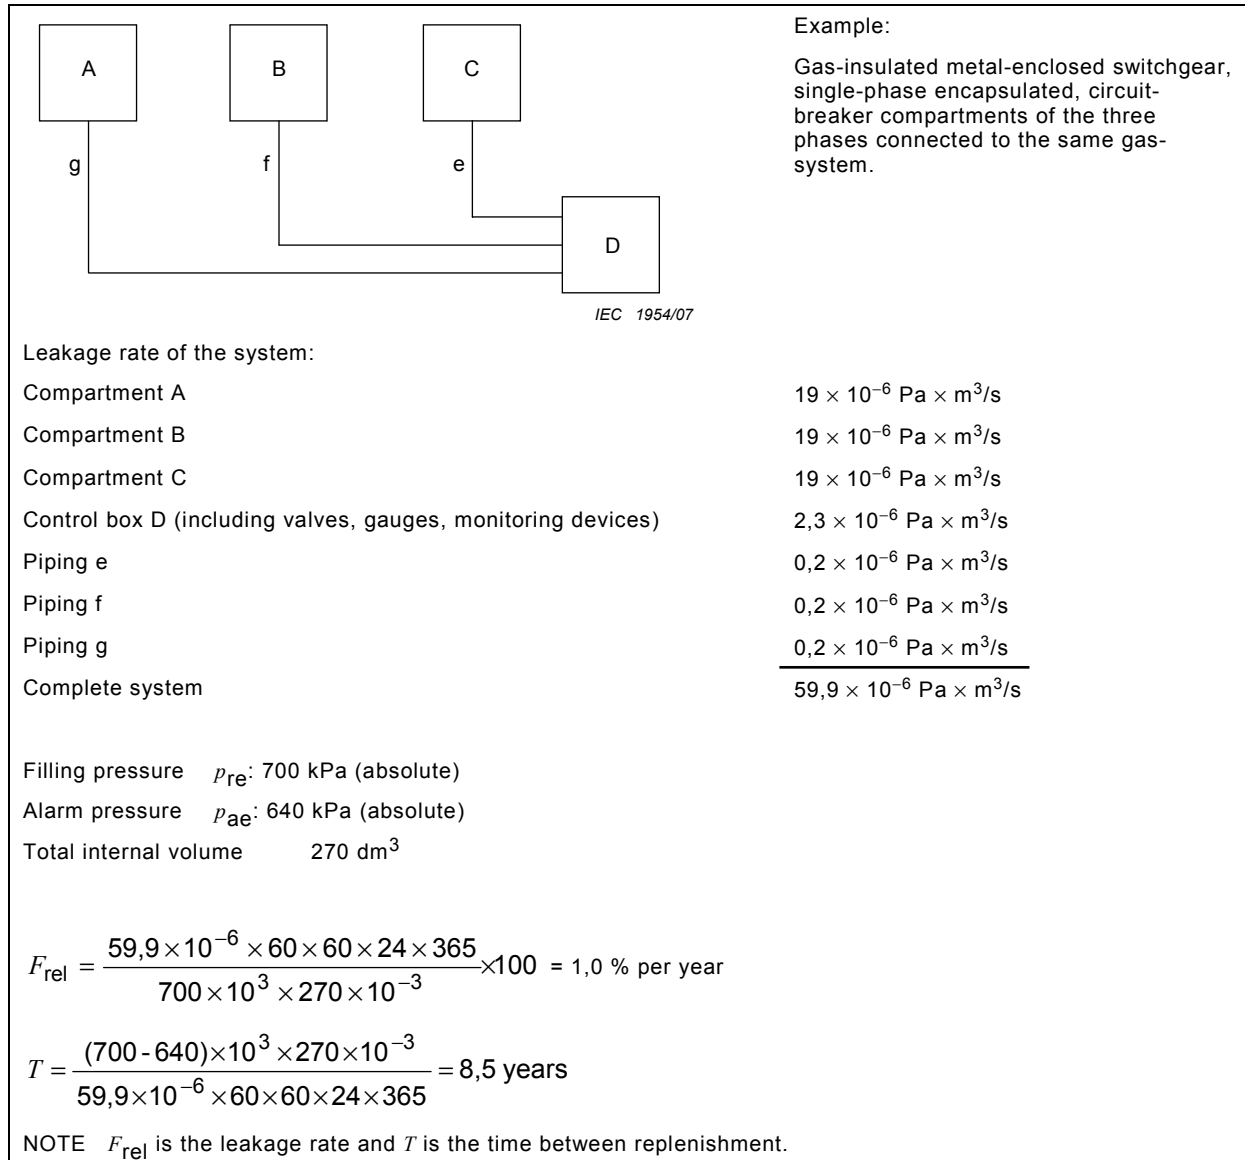 A
B
C
g
f
e
D
IEC 1954/07
Example:
Gas-insulated metal-enclosed switchgear,
single-phase encapsulated, circuit-
breaker compartments of the three
phases connected to the same gas-
system.
Leakage rate of the system:
Compartment A 19 × 10⁻⁶ Pa × m³/s
Compartment B 19 × 10⁻⁶ Pa × m³/s
Compartment C 19 × 10⁻⁶ Pa × m³/s
Control box D (including valves, gauges, monitoring devices) 2,3 × 10⁻⁶ Pa × m³/s
Piping e 0,2 × 10⁻⁶ Pa × m³/s
Piping f 0,2 × 10⁻⁶ Pa × m³/s
Piping g 0,2 × 10⁻⁶ Pa × m³/s
Complete system 59,9 × 10⁻⁶ Pa × m³/s
Filling pressure p_re: 700 kPa (absolute)
Alarm pressure p_ae: 640 kPa (absolute)
Total internal volume 270 dm³
F_rel = (59,9×10⁻⁶ ×60×60×24×365) / (700×10³ ×270×10⁻³) ×100 = 1,0 % per year
T = ((700 - 640)×10³ ×270×10⁻³) / (59,9×10⁻⁶ ×60×60×24×365) = 8,5 years
NOTE F_rel is the leakage rate and T is the time between replenishment.